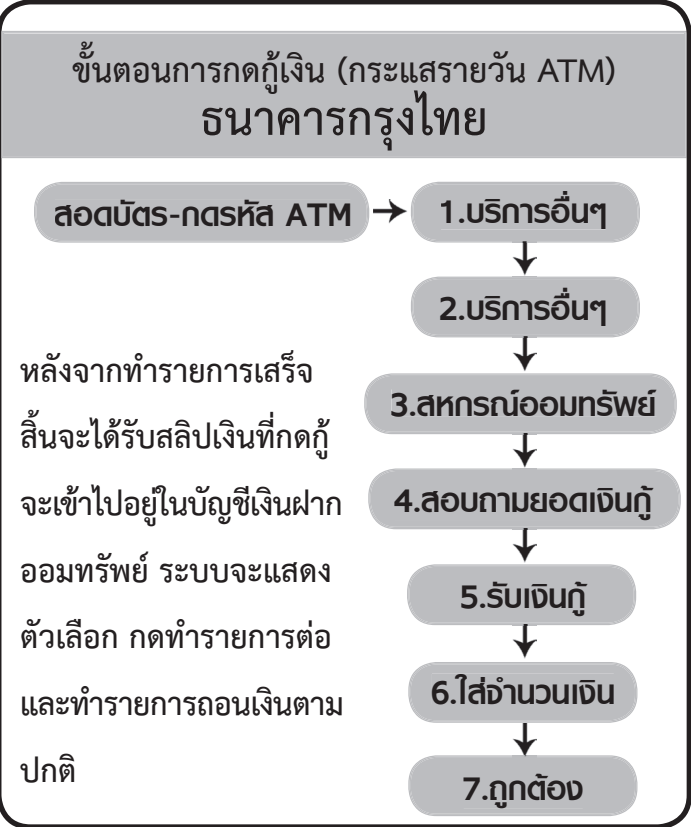 ขั้นตอนการกดกู้เงิน (กระแสรายวัน ATM)
ธนาคารกรุงไทย
สอดบัตร-กดรหัส ATM
1.บริการอื่นๆ
2.บริการอื่นๆ
3.สหกรณ์ออมทรัพย์
4.สอบถามยอดเงินกู้
5.รับเงินกู้
6.ใส่จำนวนเงิน
7.ถูกต้อง
หลังจากทำรายการเสร็จ
สิ้นจะได้รับสลิปเงินที่กดกู้
จะเข้าไปอยู่ในบัญชีเงินฝาก
ออมทรัพย์ ระบบจะแสดง
ตัวเลือก กดทำรายการต่อ
และทำรายการถอนเงินตาม
ปกติ